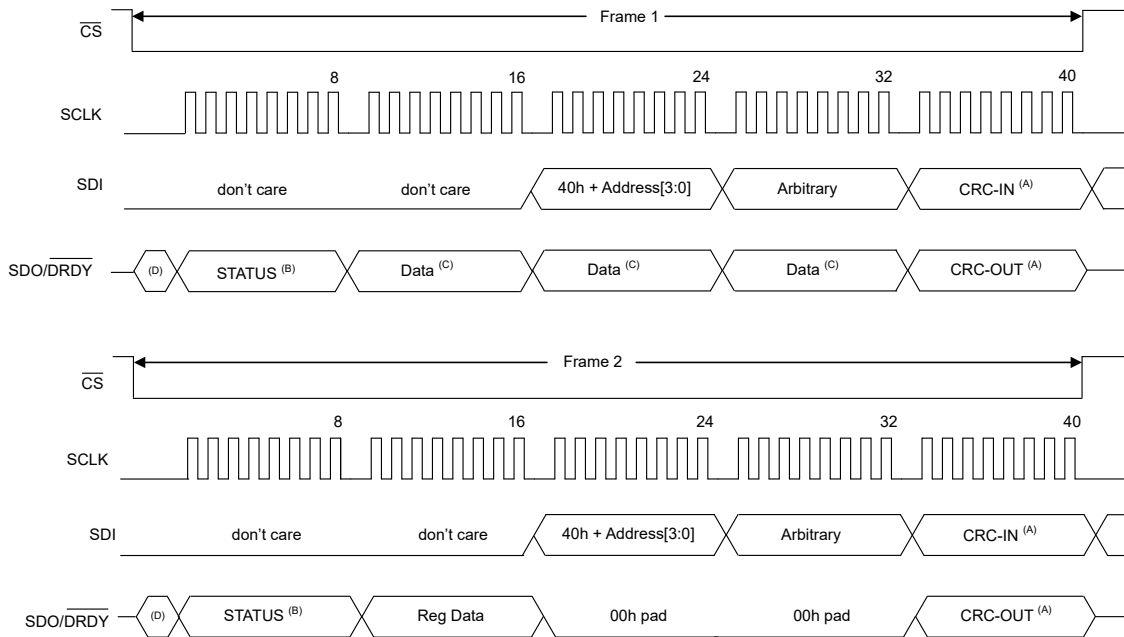 Frame 1
CS
8 16 24 32 40
SCLK
SDI don't care don't care 40h + Address[3:0] Arbitrary CRC-IN (A)
SDO/DRDY (D) STATUS (B) Data (C) Data (C) Data (C) CRC-OUT (A)
Frame 2
CS
8 16 24 32 40
SCLK
SDI don't care don't care 40h + Address[3:0] Arbitrary CRC-IN (A)
SDO/DRDY (D) STATUS (B) Reg Data 00h pad 00h pad CRC-OUT (A)